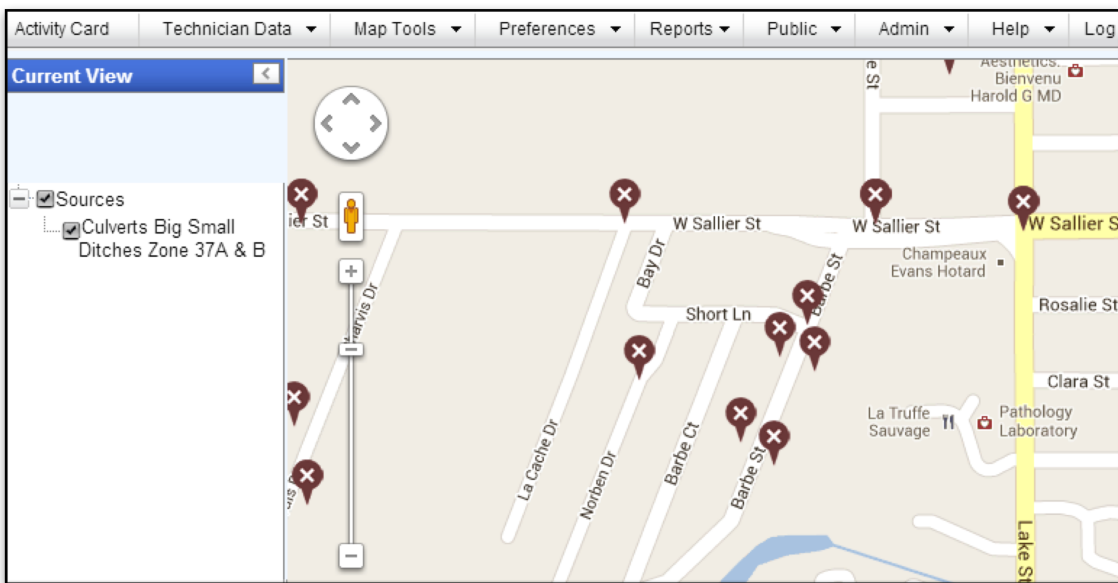 Activity Card Technician Data Map Tools Preferences Reports Public Admin Help Log
Current View
Sources
Culverts Big Small
Ditches Zone 37A & B
e St
Aesthetics.
Bienvenu
Harold G MD
ier St
W Sallier St
W Sallier St
W Sallier S
Champeaux
Evans Hotard
Bay Dr
Barbe St
Harvis Dr
Short Ln
Rosalie St
Clara St
La Truffe
Sauvage
Pathology
Laboratory
La Cache Dr
Norben Dr
Barbe Ct
Barbe St
Lake St